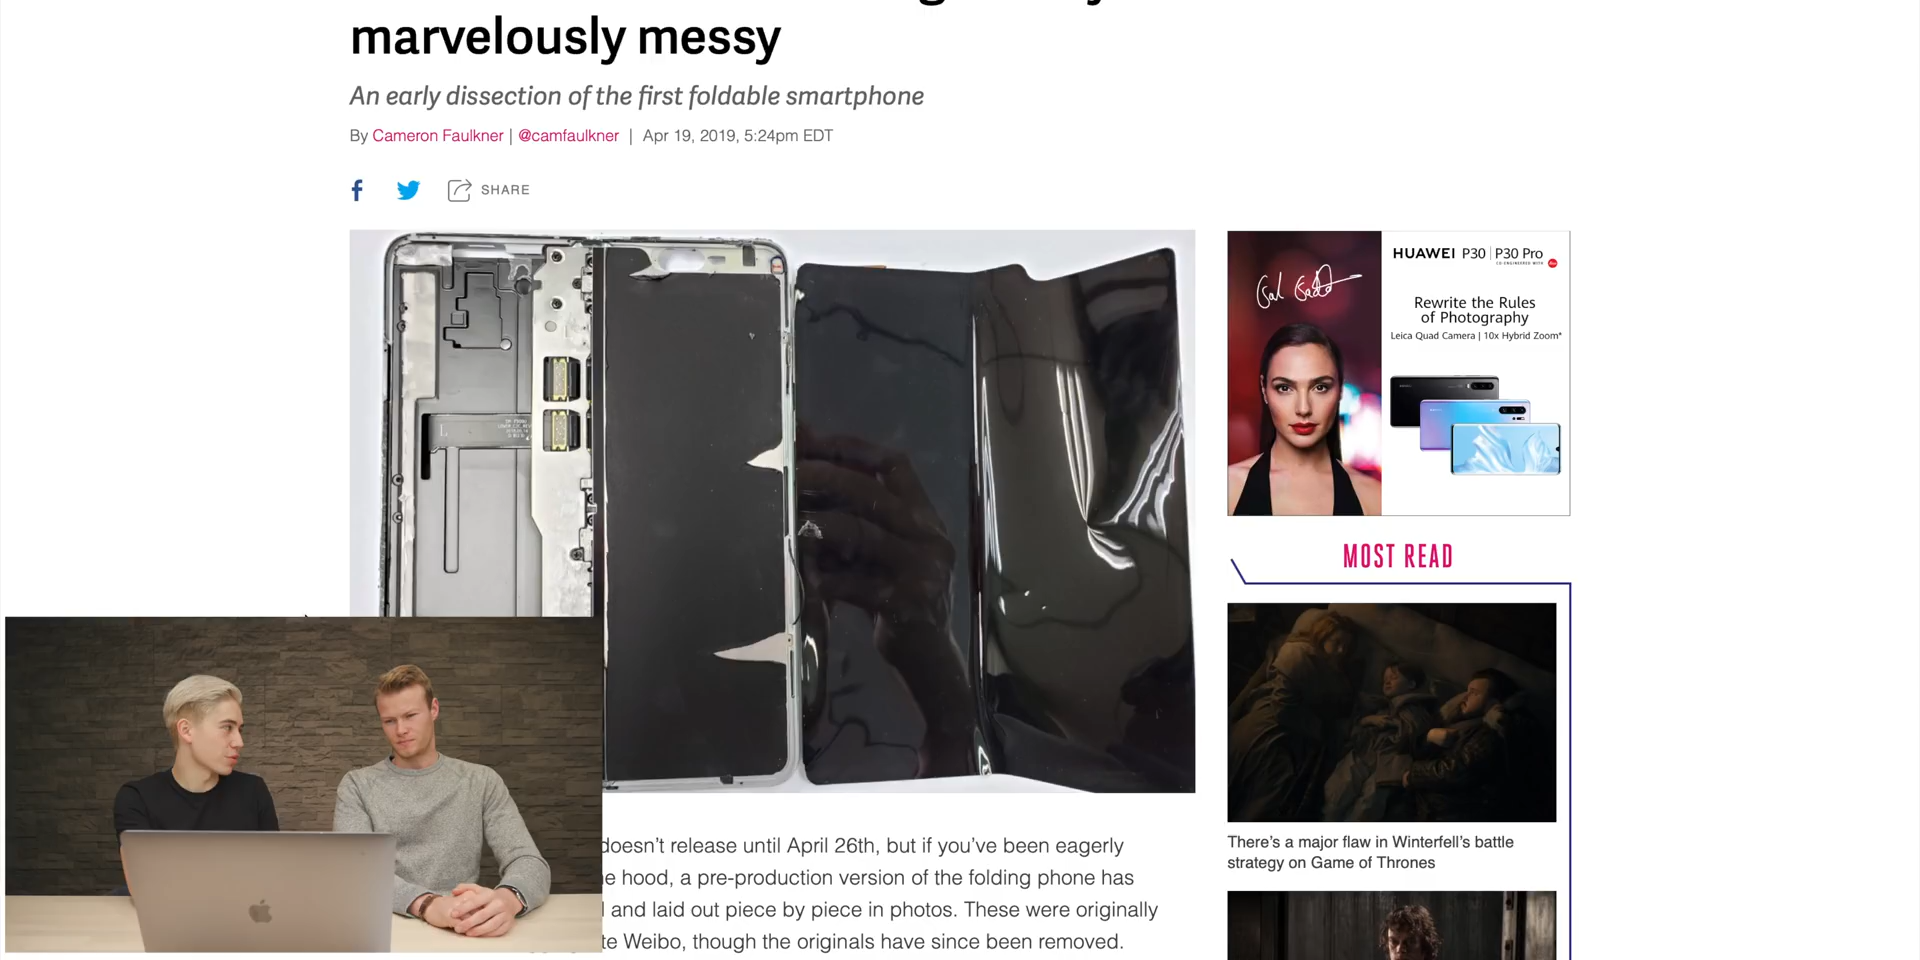 marvelously messy
An early dissection of the first foldable smartphone
By Cameron Faulkner | @camfaulkner | Apr 19, 2019, 5:24pm EDT
SHARE
HUAWEI P30 | P30 Pro
Rewrite the Rules
of Photography
Leica Quad Camera | 10x Hybrid Zoom*
MOST READ
There's a major flaw in Winterfell's battle
strategy on Game of Thrones
doesn't release until April 26th, but if you've been eagerly
hood, a pre-production version of the folding phone has
and laid out piece by piece in photos. These were originally
Weibo, though the originals have since been removed.